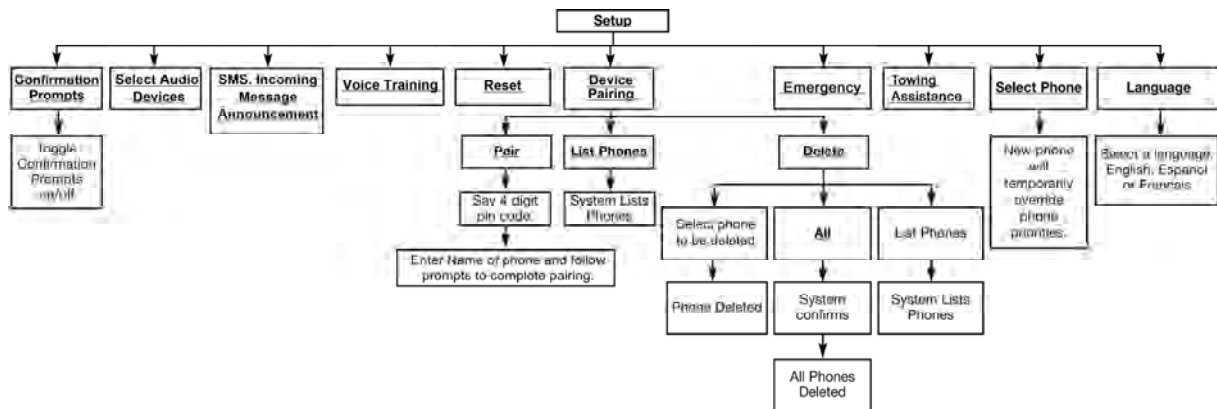 Setup
Confirmation
Prompts
Select Audio
Devices
SMS. Incoming
Message
Announcement
Voice Training
Reset
Device
Pairing
Emergency
Towing
Assistance
Select Phone
Language
Toggle
Confirmation
Prompts
on/off.
Pair
List Phones
Delete
New phone
will
temporarily
override
phone
priorities.
Select a language:
English, Espanol
or Francais
Say 4 digit
pin code.
System Lists
Phones
Select phone
to be deleted
All
List Phones
Enter Name of phone and follow
prompts to complete pairing.
Phone Deleted
System
confirms
System Lists
Phones
All Phones
Deleted